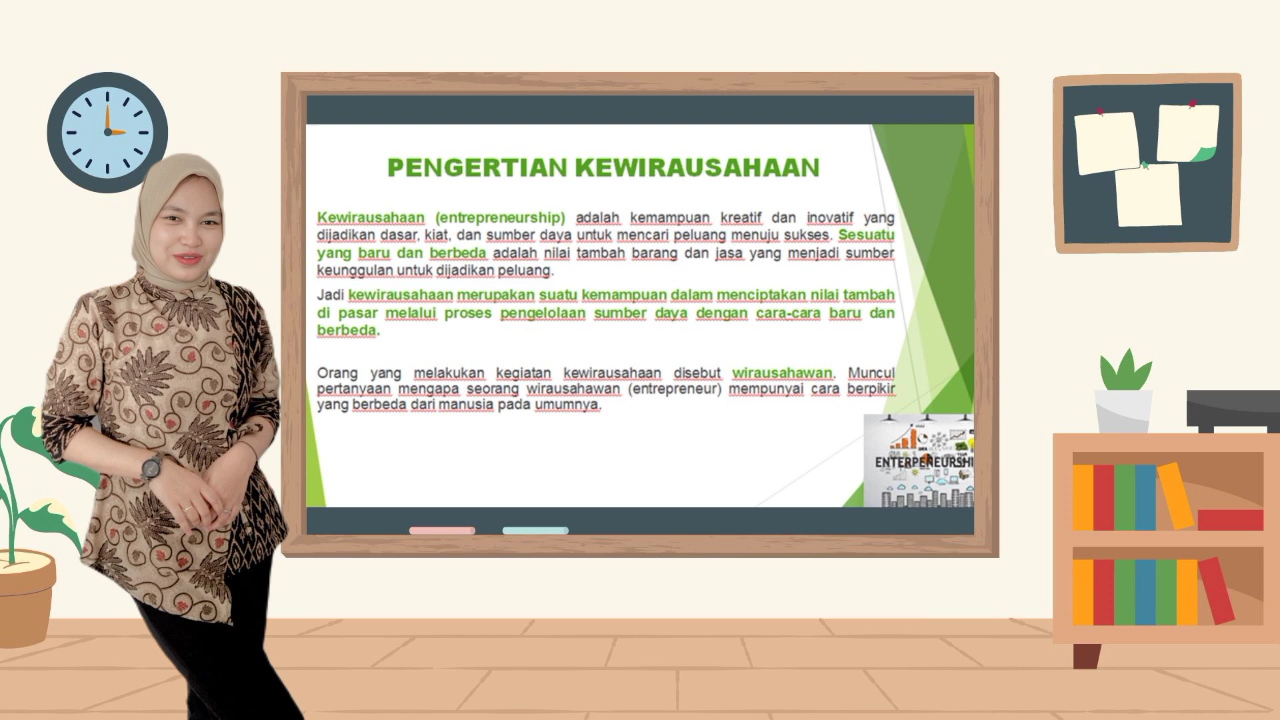 PENGERTIAN KEWIRAUSAHAAN
Kewirausahaan (entrepreneurship) adalah kemampuan kreatif dan inovatif yang
dijadikan dasar, kiat, dan sumber daya untuk mencari peluang menuju sukses. Sesuatu
yang baru dan berbeda adalah nilai tambah barang dan jasa yang menjadi sumber
keunggulan untuk dijadikan peluang.
Jadi kewirausahaan merupakan suatu kemampuan dalam menciptakan nilai tambah
di pasar melalui proses pengelolaan sumber daya dengan cara-cara baru dan
berbeda.
Orang yang melakukan kegiatan kewirausahaan disebut wirausahawan. Muncul
pertanyaan mengapa seorang wirausahawan (entrepreneur) mempunyai cara berpikir
yang berbeda dari manusia pada umumnya.
ENTERPENEURSHI